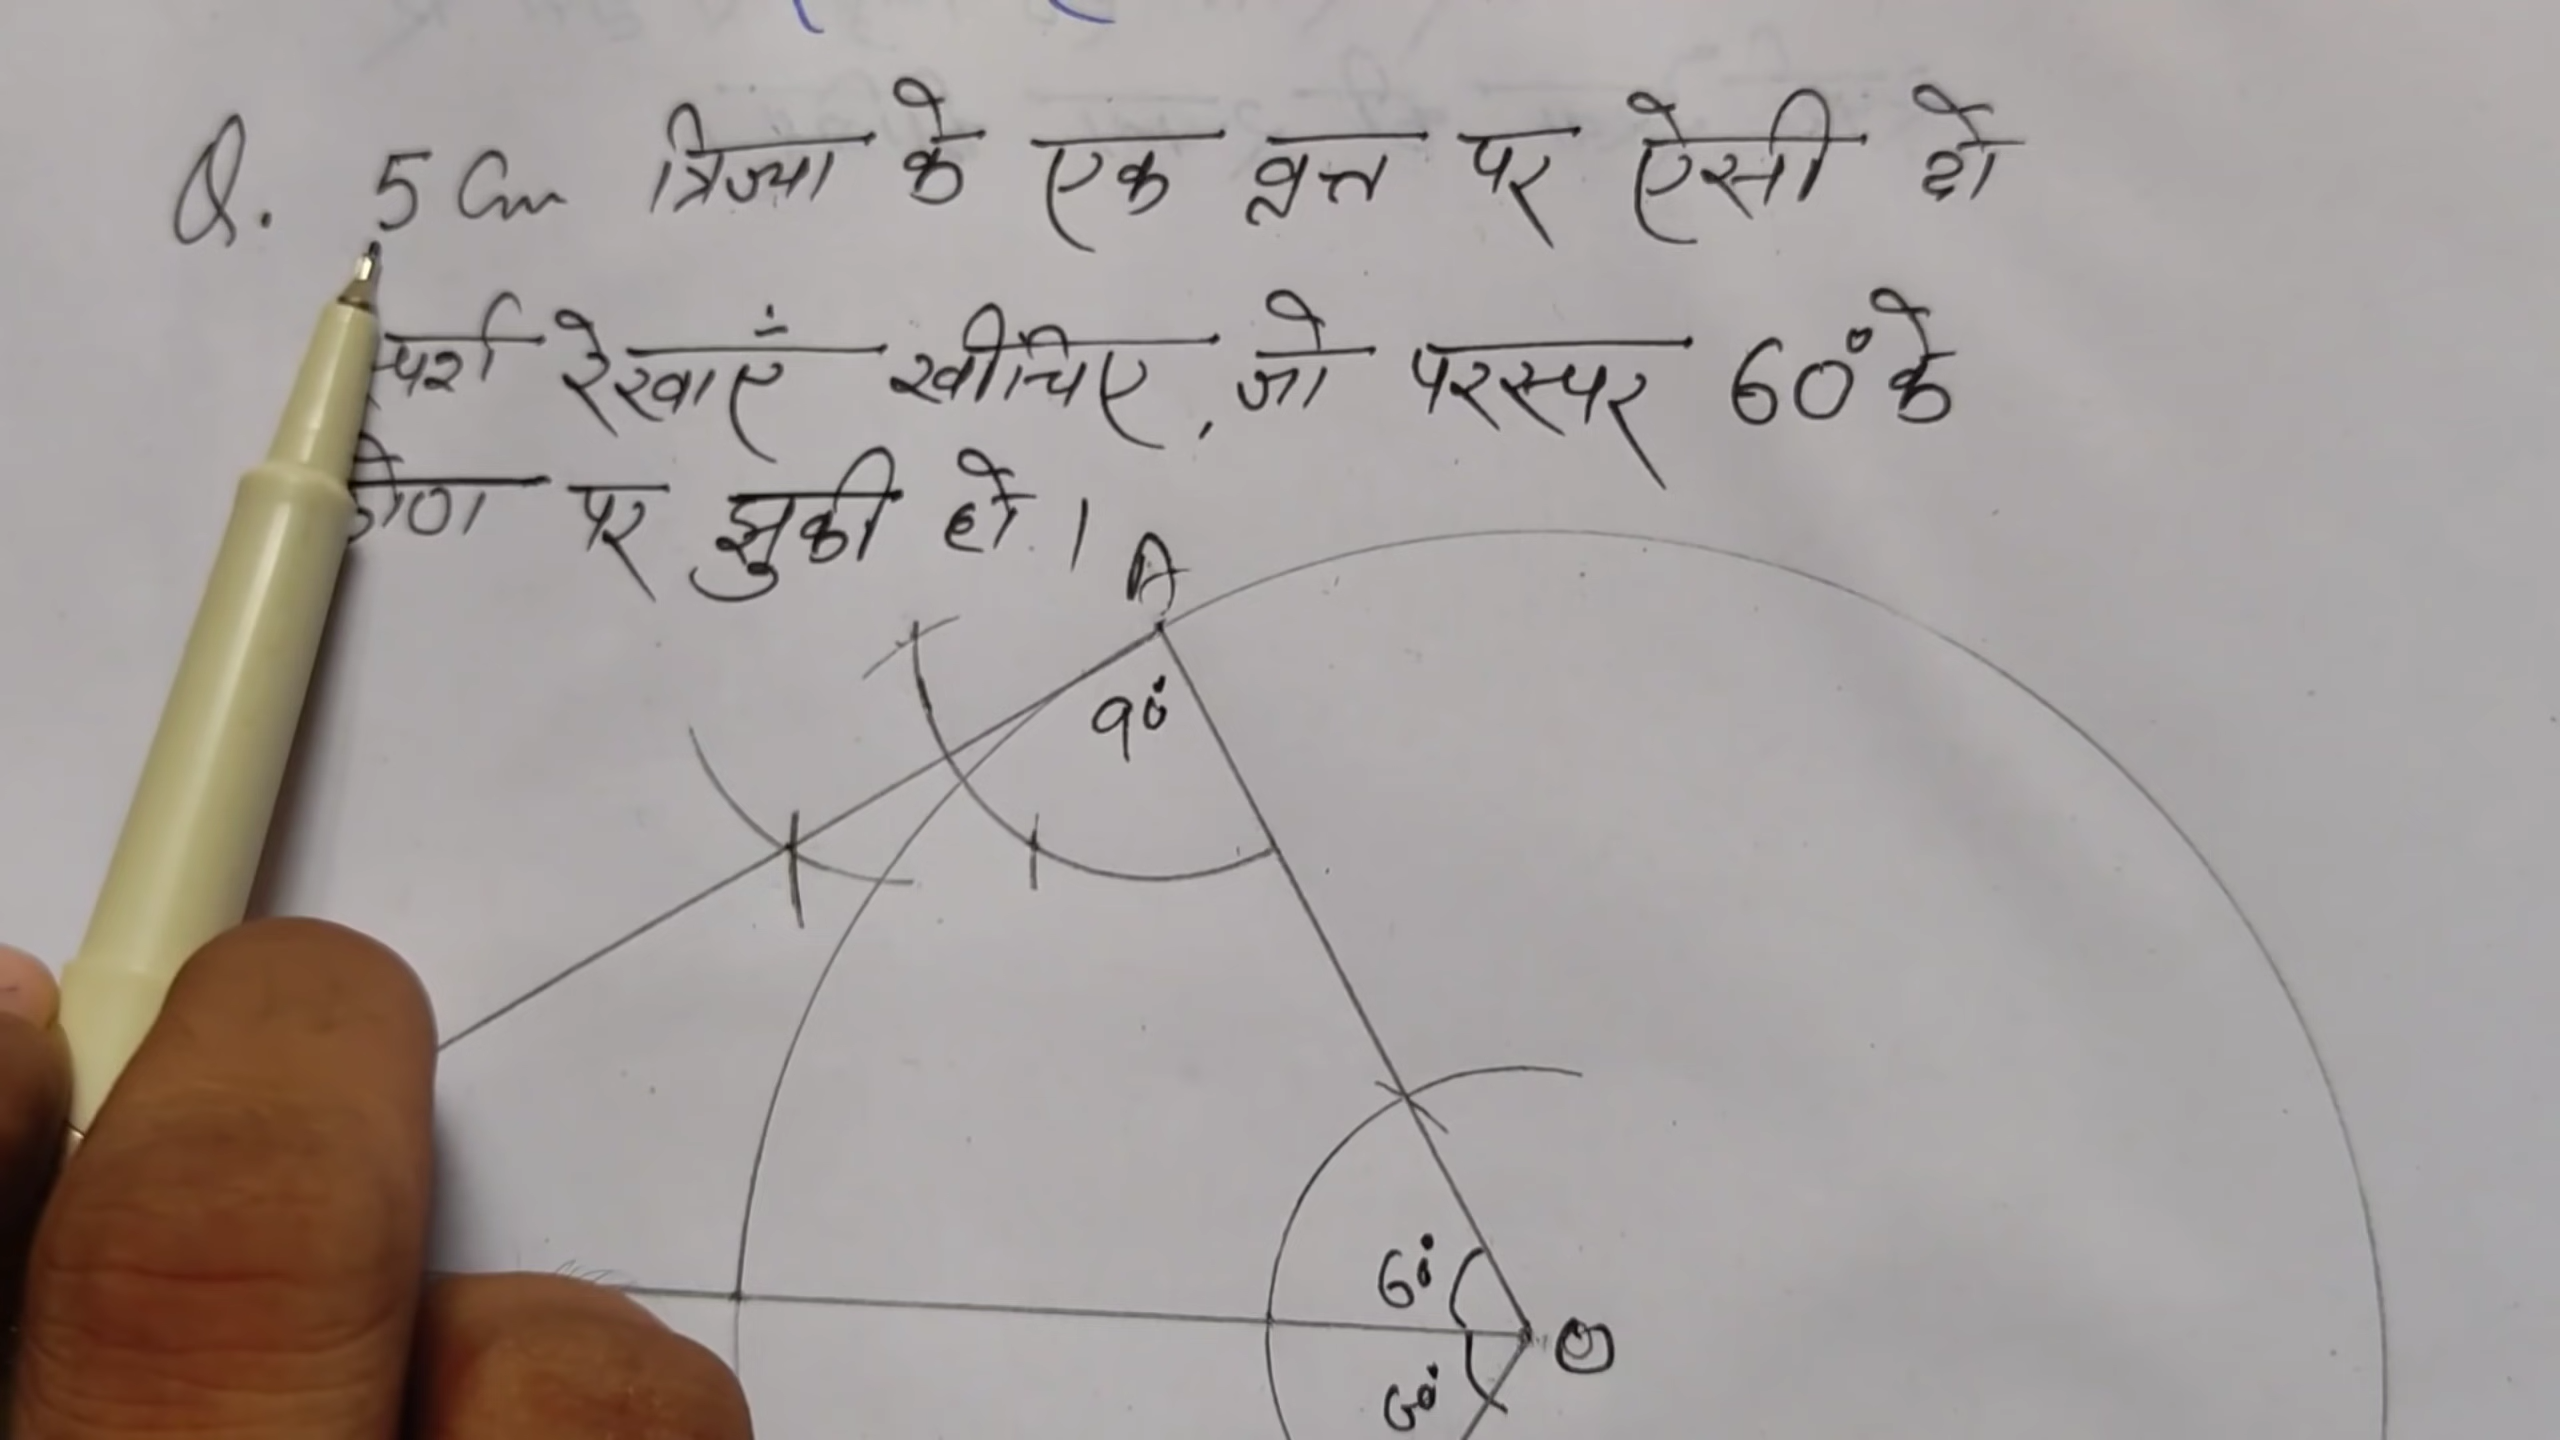 Q. 5 Cm त्रिज्या के एक वृत्त पर ऐसी दो
स्पर्श रेखाएं खींचिए, जो परस्पर 60° के
कोण पर झुकी हो ।
A
90°
60°
O
60°